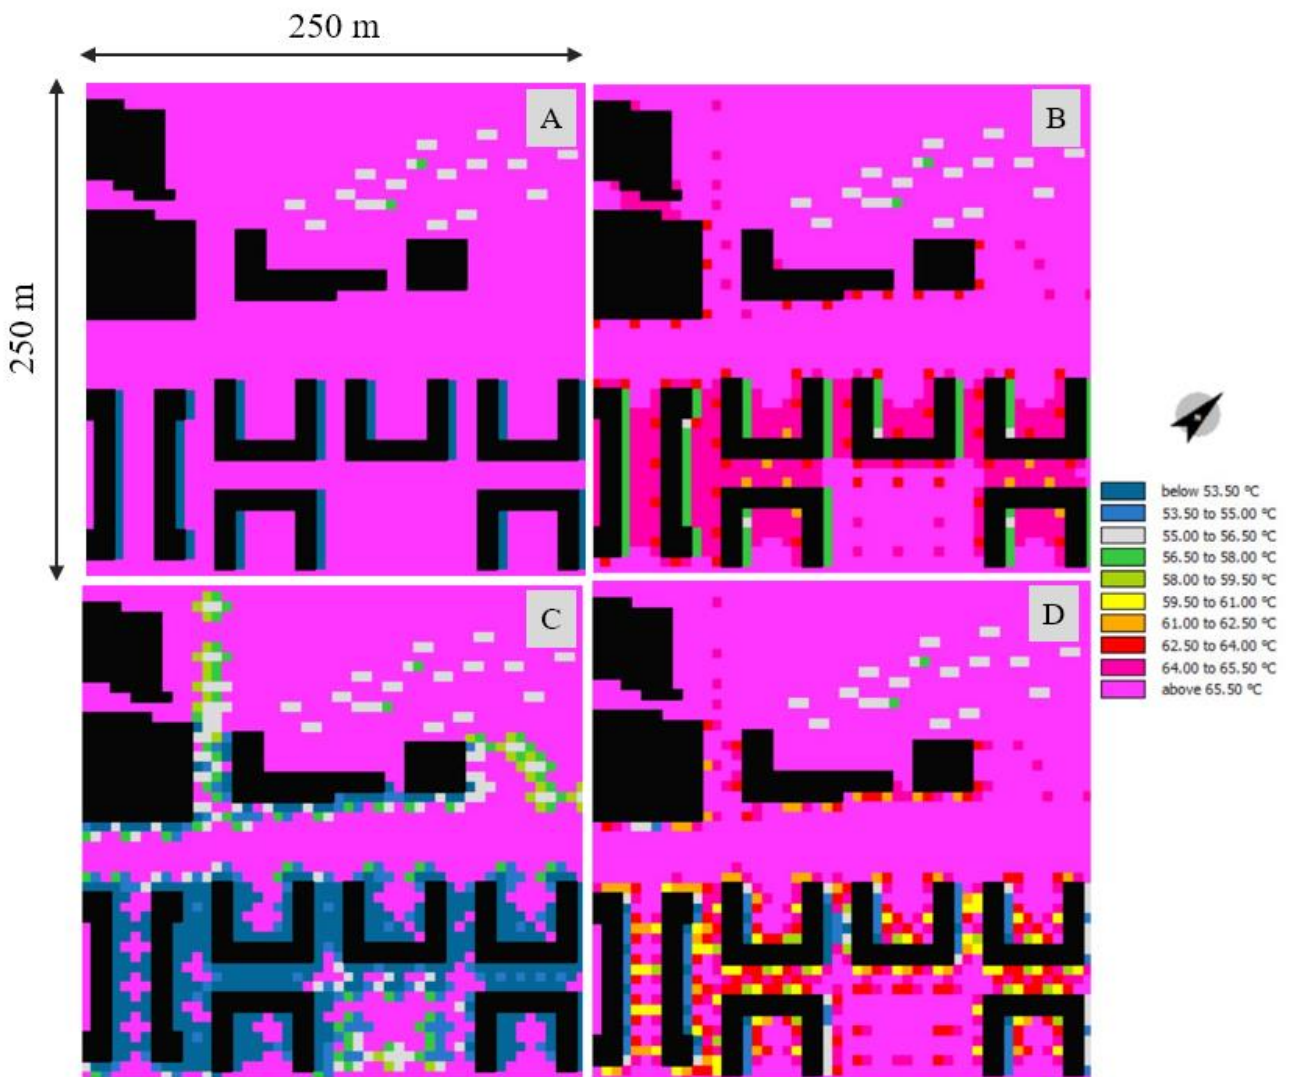 250 m
250 m
A
B
C
D
below 53.50 °C
53.50 to 55.00 °C
55.00 to 56.50 °C
56.50 to 58.00 °C
58.00 to 59.50 °C
59.50 to 61.00 °C
61.00 to 62.50 °C
62.50 to 64.00 °C
64.00 to 65.50 °C
above 65.50 °C